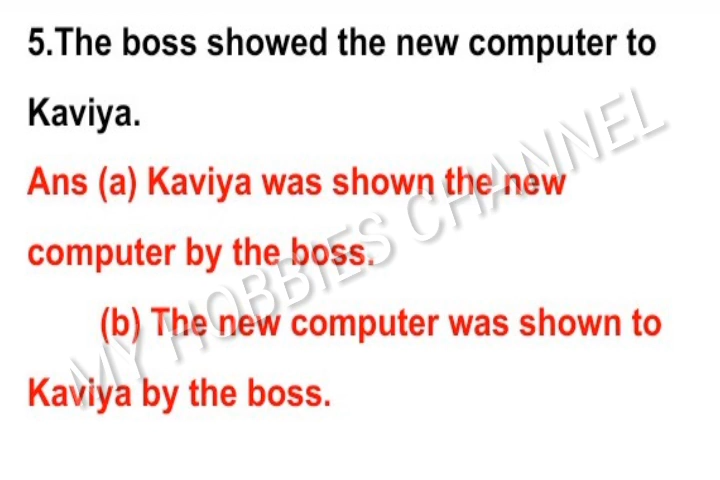 5.The boss showed the new computer to
Kaviya.
Ans (a) Kaviya was shown the new
computer by the boss.
(b) The new computer was shown to
Kaviya by the boss.
MY HOBBIES CHANNEL